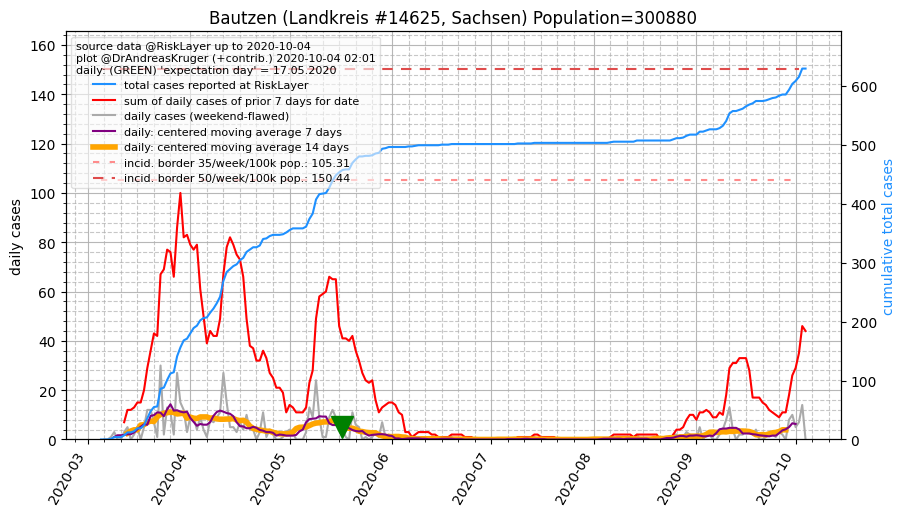 Bautzen (Landkreis #14625, Sachsen) Population=300880
source data @RiskLayer up to 2020-10-04
plot @DrAndreasKruger (+contrib.) 2020-10-04 02:01
daily: (GREEN) 'expectation day' = 17.05.2020
total cases reported at RiskLayer
sum of daily cases of prior 7 days for date
daily cases (weekend-flawed)
daily: centered moving average 7 days
daily: centered moving average 14 days
incid. border 35/week/100k pop.: 105.31
incid. border 50/week/100k pop.: 150.44
daily cases
160
140
120
100
80
60
40
20
0
cumulative total cases
600
500
400
300
200
100
0
2020-03
2020-04
2020-05
2020-06
2020-07
2020-08
2020-09
2020-10